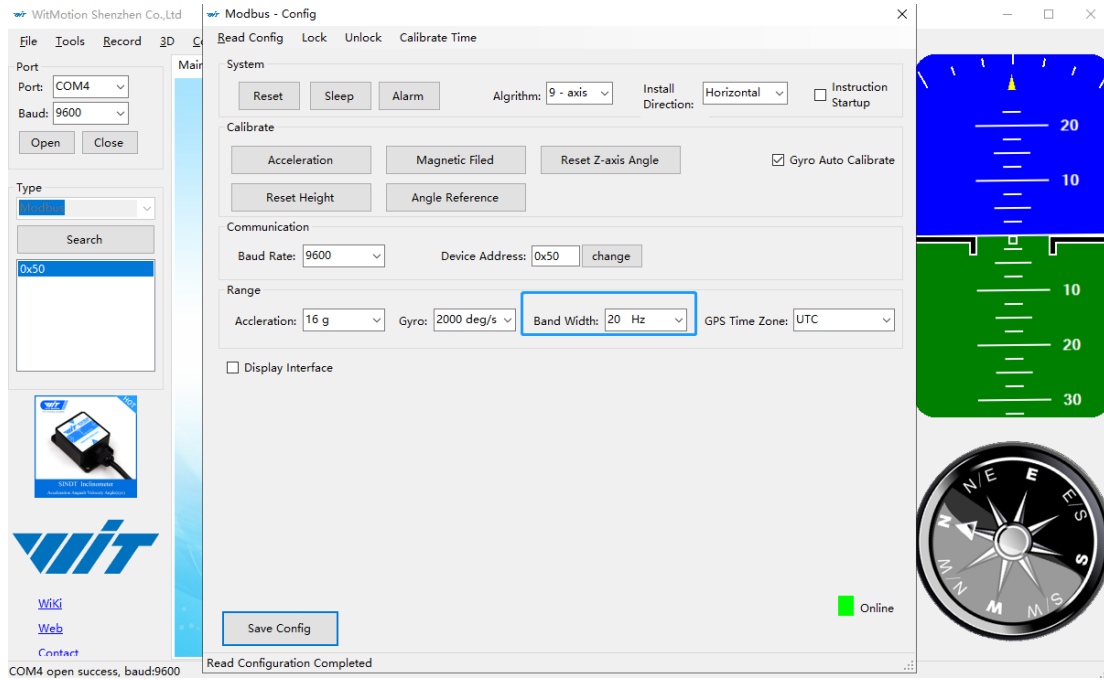 WitMotion Shenzhen Co.,Ltd
File Tools Record 3D
Port
Port: COM4
Baud: 9600
Open Close
Type
Modbus
Search
0x50
HOT
WIT
SINDT Inclinometer
WIT
WiKi
Web
Contact
COM4 open success, baud:9600
Modbus - Config
Read Config Lock Unlock Calibrate Time
System
Reset Sleep Alarm Algrithm: 9 - axis Install Direction: Horizontal Instruction Startup
Calibrate
Acceleration Magnetic Filed Reset Z-axis Angle Gyro Auto Calibrate
Reset Height Angle Reference
Communication
Baud Rate: 9600 Device Address: 0x50 change
Range
Accleration: 16 g Gyro: 2000 deg/s Band Width: 20 Hz GPS Time Zone: UTC
Display Interface
Online
Save Config
Read Configuration Completed
20
10
10
20
30
N/E E E/S
N S
W/N W W/S